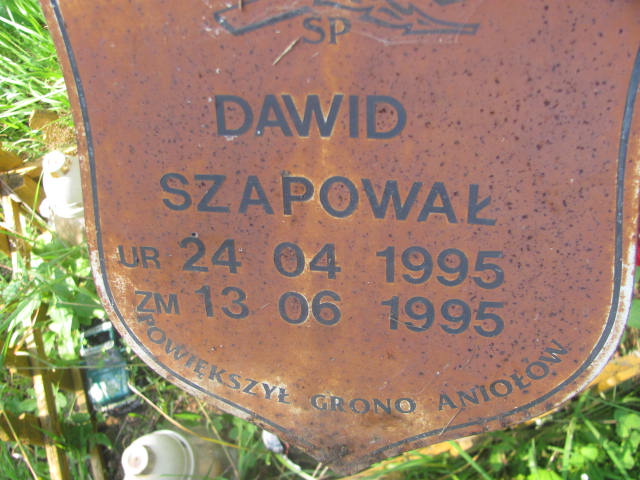 SP
DAWID
SZAPOWAŁ
UR 24 04 1995
ZM 13 06 1995
POWIĘKSZYŁ GRONO ANIOŁÓW